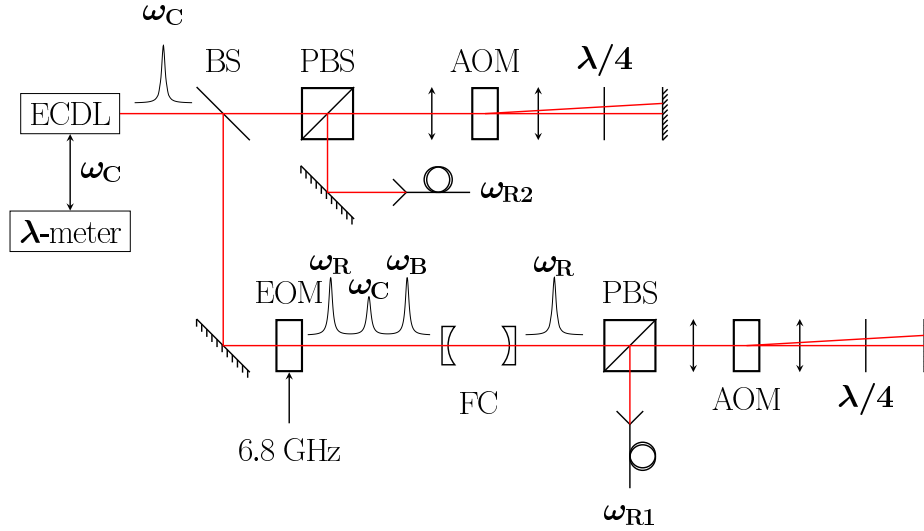 ω_C
BS
PBS
AOM
λ/4
ECDL
ω_C
λ-meter
ω_R2
ω_R
ω_C
ω_B
ω_R
EOM
PBS
FC
AOM
λ/4
6.8 GHz
ω_R1